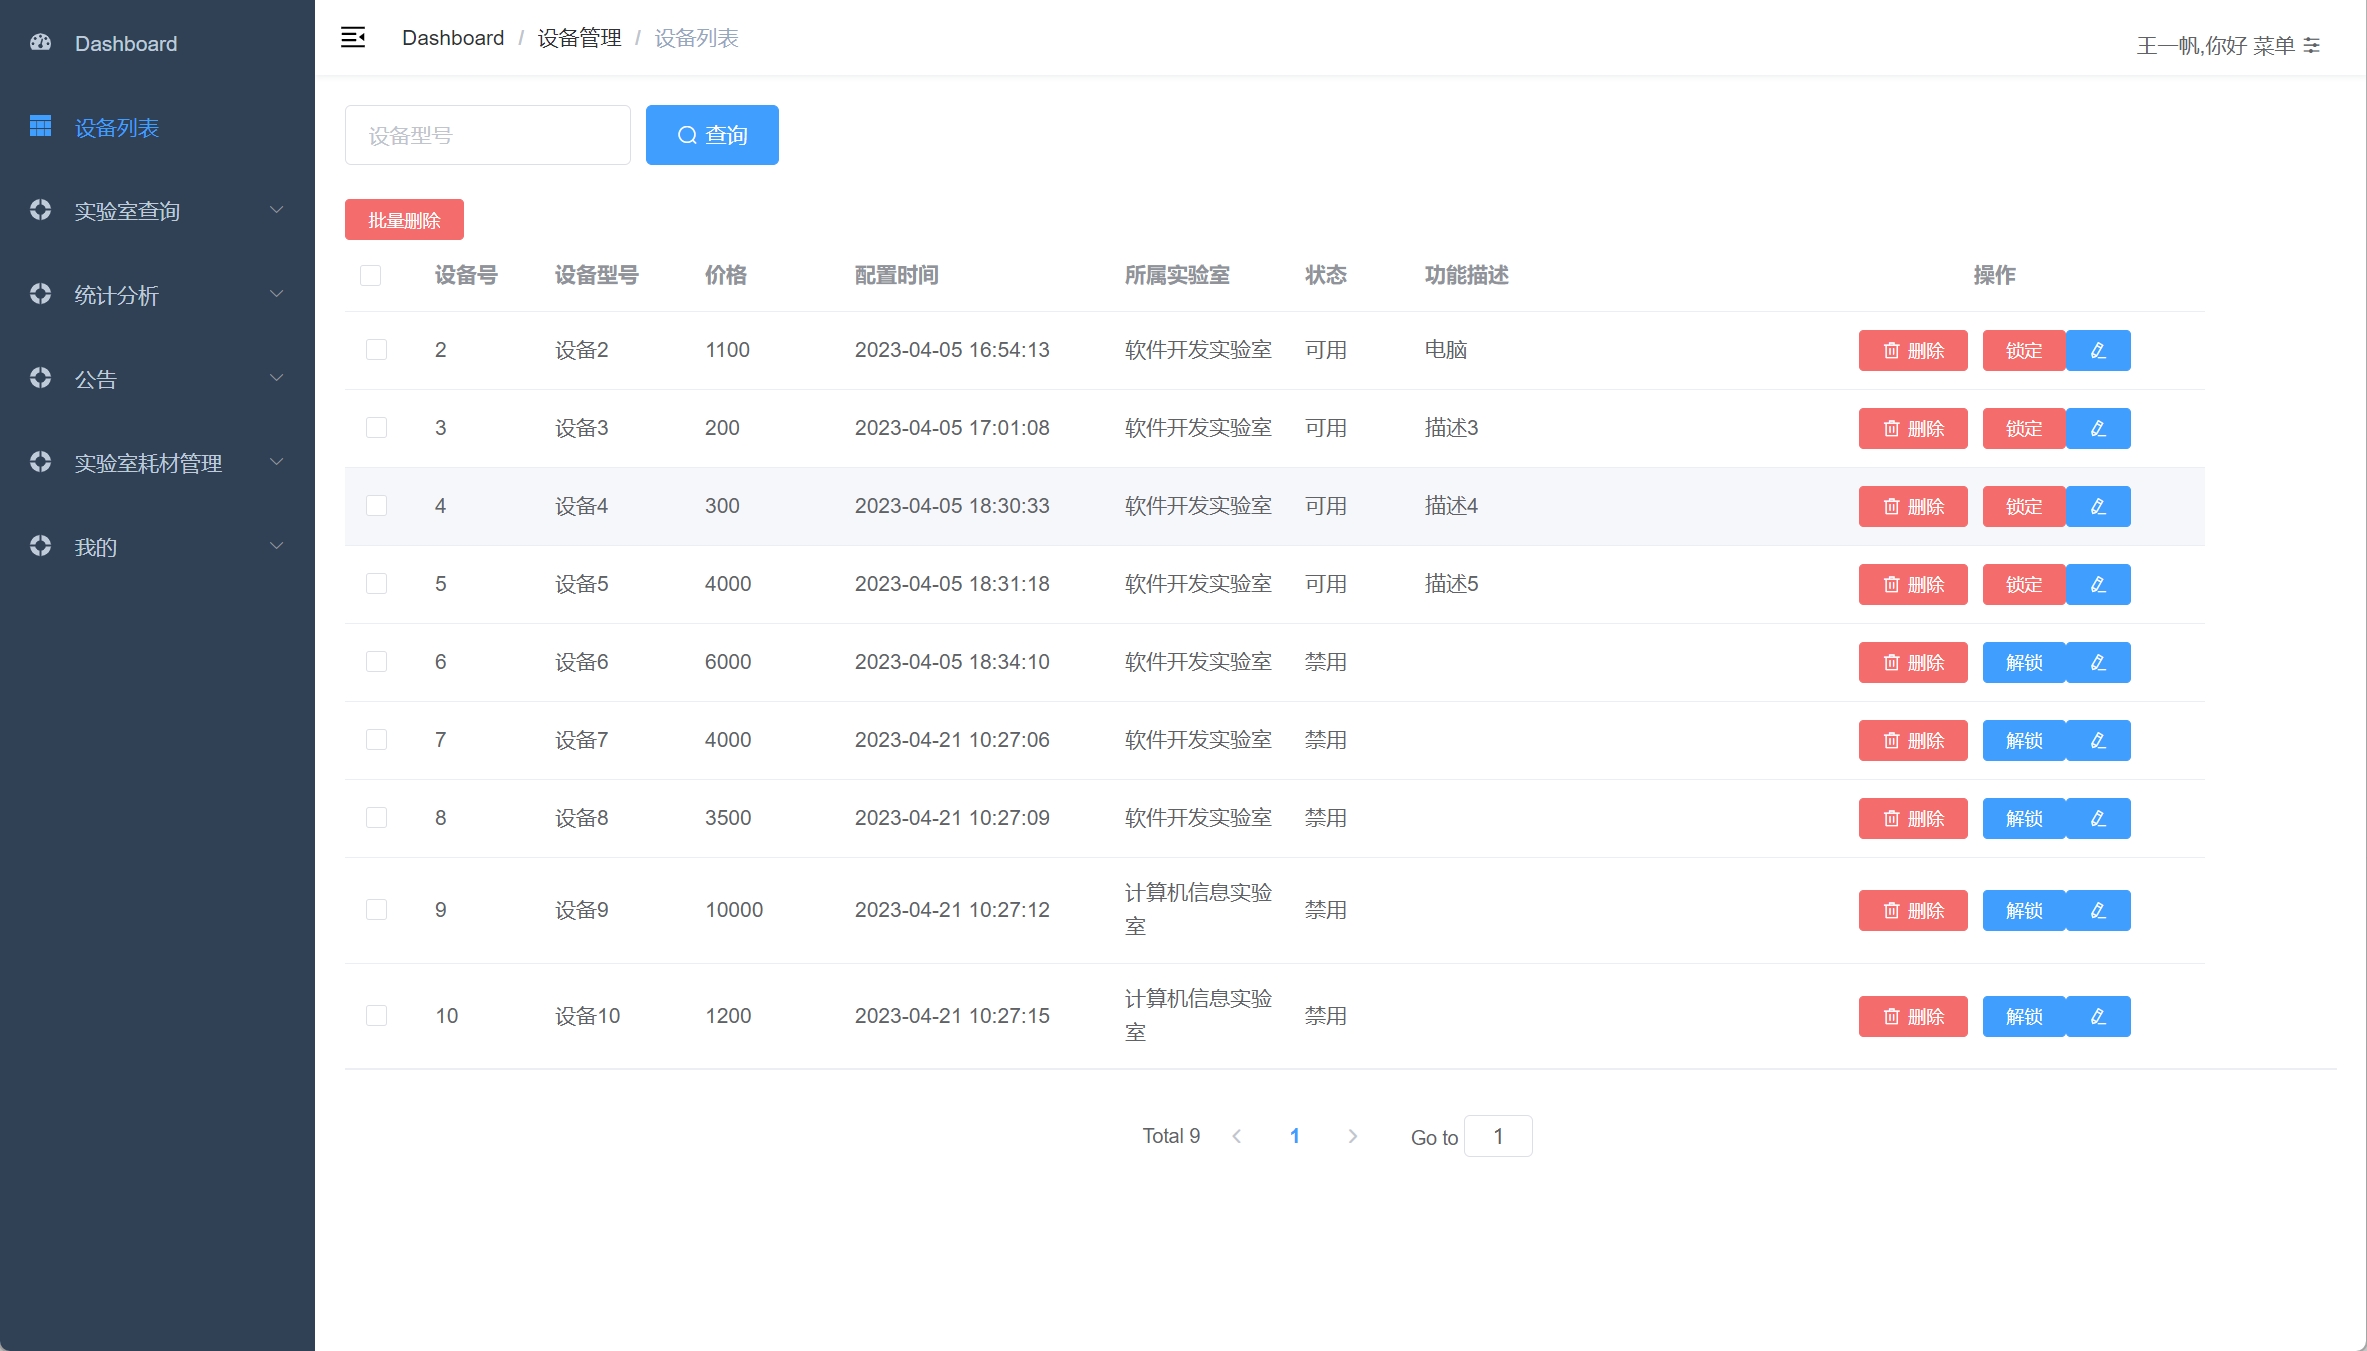 Dashboard
设备列表
实验室查询
统计分析
公告
实验室耗材管理
我的
Dashboard / 设备管理 / 设备列表
王一帆,你好 菜单
设备型号
查询
批量删除
设备号 设备型号 价格 配置时间 所属实验室 状态 功能描述 操作
2 设备2 1100 2023-04-05 16:54:13 软件开发实验室 可用 电脑 删除 锁定
3 设备3 200 2023-04-05 17:01:08 软件开发实验室 可用 描述3 删除 锁定
4 设备4 300 2023-04-05 18:30:33 软件开发实验室 可用 描述4 删除 锁定
5 设备5 4000 2023-04-05 18:31:18 软件开发实验室 可用 描述5 删除 锁定
6 设备6 6000 2023-04-05 18:34:10 软件开发实验室 禁用 删除 解锁
7 设备7 4000 2023-04-21 10:27:06 软件开发实验室 禁用 删除 解锁
8 设备8 3500 2023-04-21 10:27:09 软件开发实验室 禁用 删除 解锁
9 设备9 10000 2023-04-21 10:27:12 计算机信息实验室 禁用 删除 解锁
10 设备10 1200 2023-04-21 10:27:15 计算机信息实验室 禁用 删除 解锁
Total 9 1 Go to 1